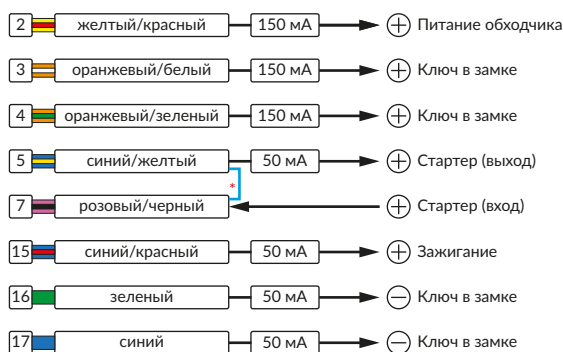 2 желтый/красный 150 мА + Питание обходчика
3 оранжевый/белый 150 мА + Ключ в замке
4 оранжевый/зеленый 150 мА + Ключ в замке
5 синий/желтый 50 мА + Стартер (выход)
*
7 розовый/черный + Стартер (вход)
15 синий/красный 50 мА + Зажигание
16 зеленый 50 мА − Ключ в замке
17 синий 50 мА − Ключ в замке